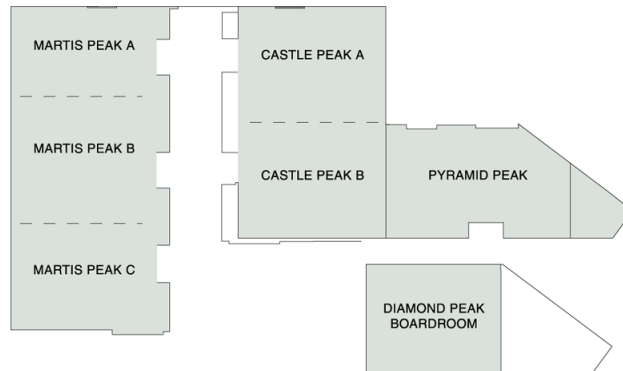 MARTIS PEAK A
CASTLE PEAK A
MARTIS PEAK B
CASTLE PEAK B
PYRAMID PEAK
MARTIS PEAK C
DIAMOND PEAK
BOARDROOM